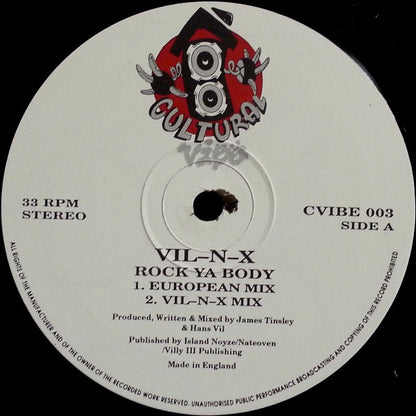 CULTURAL
Vibes
33 RPM
STEREO
CVIBE 003
SIDE A
VIL–N–X
ROCK YA BODY
1. EUROPEAN MIX
2. VIL–N–X MIX
Produced, Written & Mixed by James Tinsley
& Hans Vil
Published by Island Noyze/Nateoven
/Villy III Publishing
Made in England
ALL RIGHTS OF THE MANUFACTURER AND OF THE OWNER OF THE RECORDED WORK RESERVED. UNAUTHORISED PUBLIC PERFORMANCE BROADCASTING AND COPYING OF THIS RECORD PROHIBITED